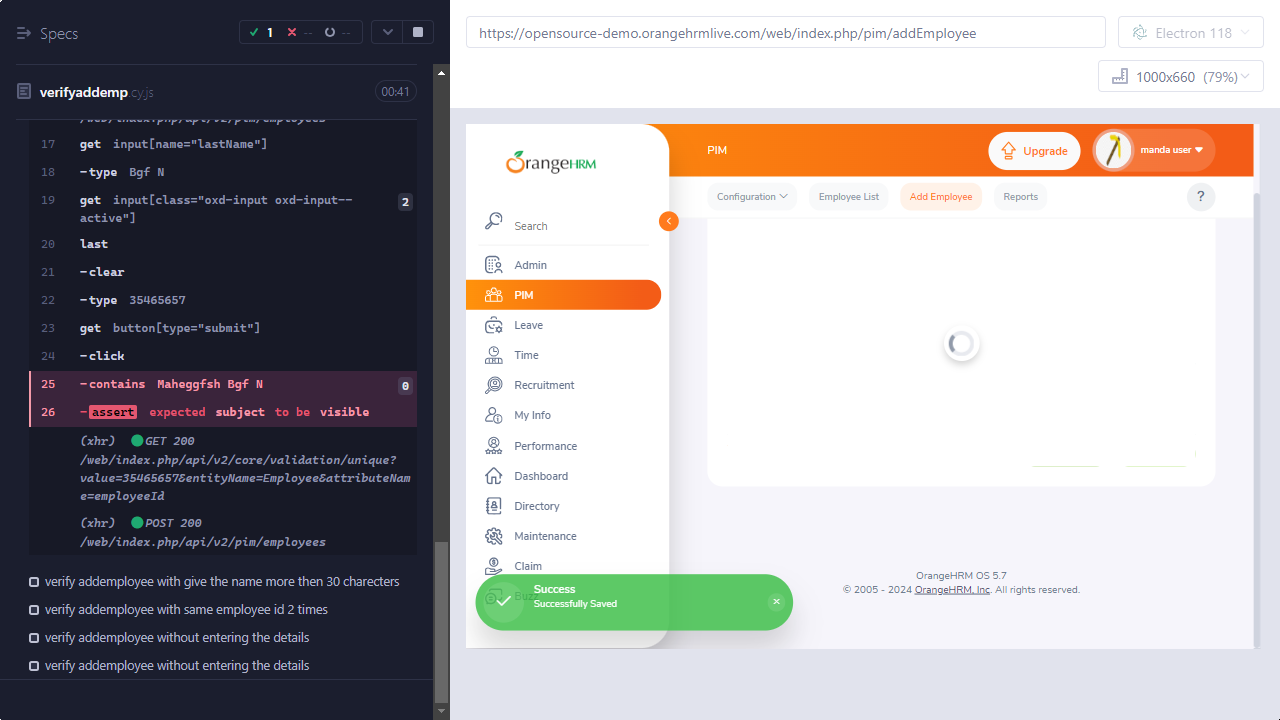 Specs
1
--
--
verifyaddemp.cy.js
00:41
/web/index.php/api/v2/pim/employees
17 get input[name="lastName"]
18 -type Bgf N
19 get input[class="oxd-input oxd-input--
active"]
2
20 last
21 -clear
22 -type 35465657
23 get button[type="submit"]
24 -click
25 -contains Maheggfsh Bgf N
0
26 -assert expected subject to be visible
(xhr) GET 200
/web/index.php/api/v2/core/validation/unique?
value=35465657&entityName=Employee&attributeNam
e=employeeId
(xhr) POST 200
/web/index.php/api/v2/pim/employees
verify addemployee with give the name more then 30 charecters
verify addemployee with same employee id 2 times
verify addemployee without entering the details
verify addemployee without entering the details
https://opensource-demo.orangehrmlive.com/web/index.php/pim/addEmployee
Electron 118
1000x660 (79%)
OrangeHRM
PIM
Upgrade
manda user
Configuration
Employee List
Add Employee
Reports
?
Search
Admin
PIM
Leave
Time
Recruitment
My Info
Performance
Dashboard
Directory
Maintenance
Claim
Buzz
Success
Successfully Saved
OrangeHRM OS 5.7
© 2005 - 2024 OrangeHRM, Inc. All rights reserved.